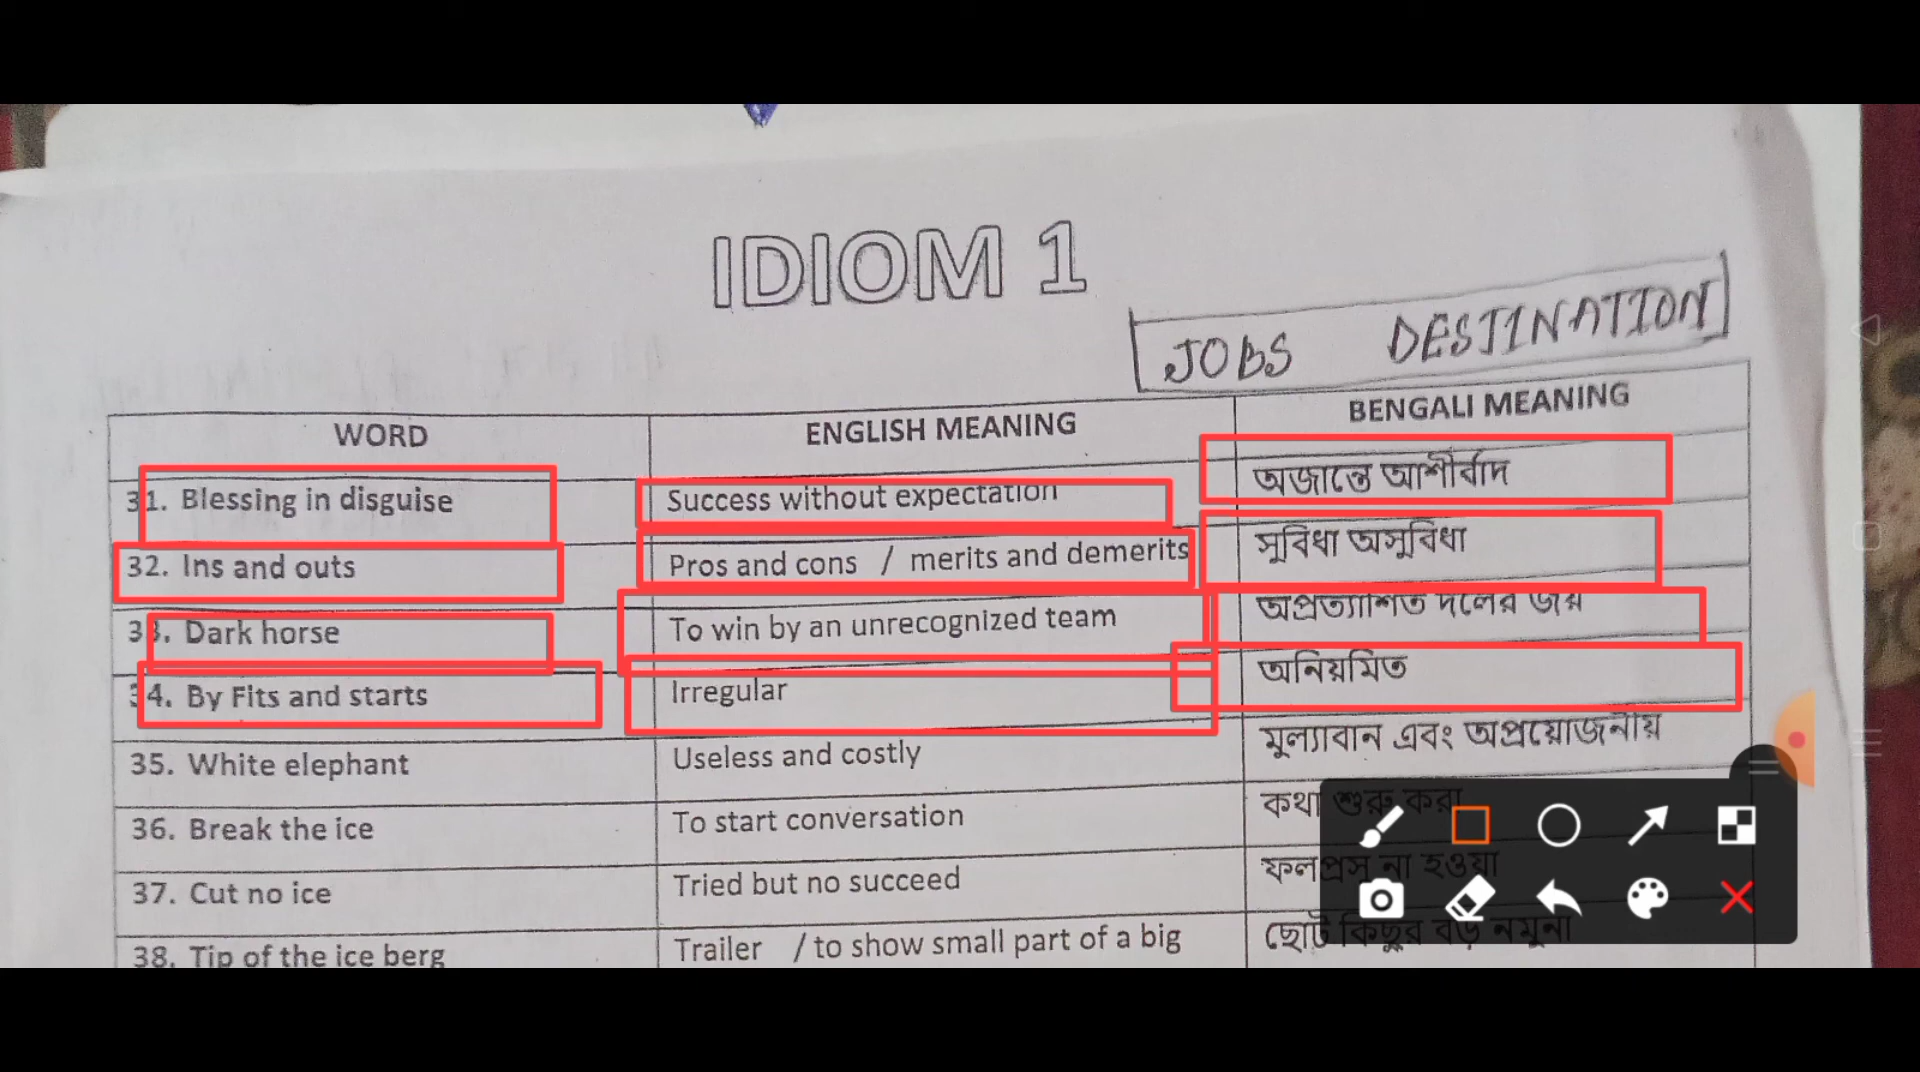 IDIOM 1
JOBS DESTINATION
WORD ENGLISH MEANING BENGALI MEANING
31. Blessing in disguise Success without expectation অজান্তে আশীর্বাদ
32. Ins and outs Pros and cons / merits and demerits সুবিধা অসুবিধা
33. Dark horse To win by an unrecognized team অপ্রত্যাশিত দলের জয়
34. By Fits and starts Irregular অনিয়মিত
35. White elephant Useless and costly মুল্যাবান এবং অপ্রয়োজনীয়
36. Break the ice To start conversation কথা শুরু করা
37. Cut no ice Tried but no succeed ফলপ্রসু না হওয়া
38. Tip of the ice berg Trailer / to show small part of a big ছোট কিছুর বড় নমুনা